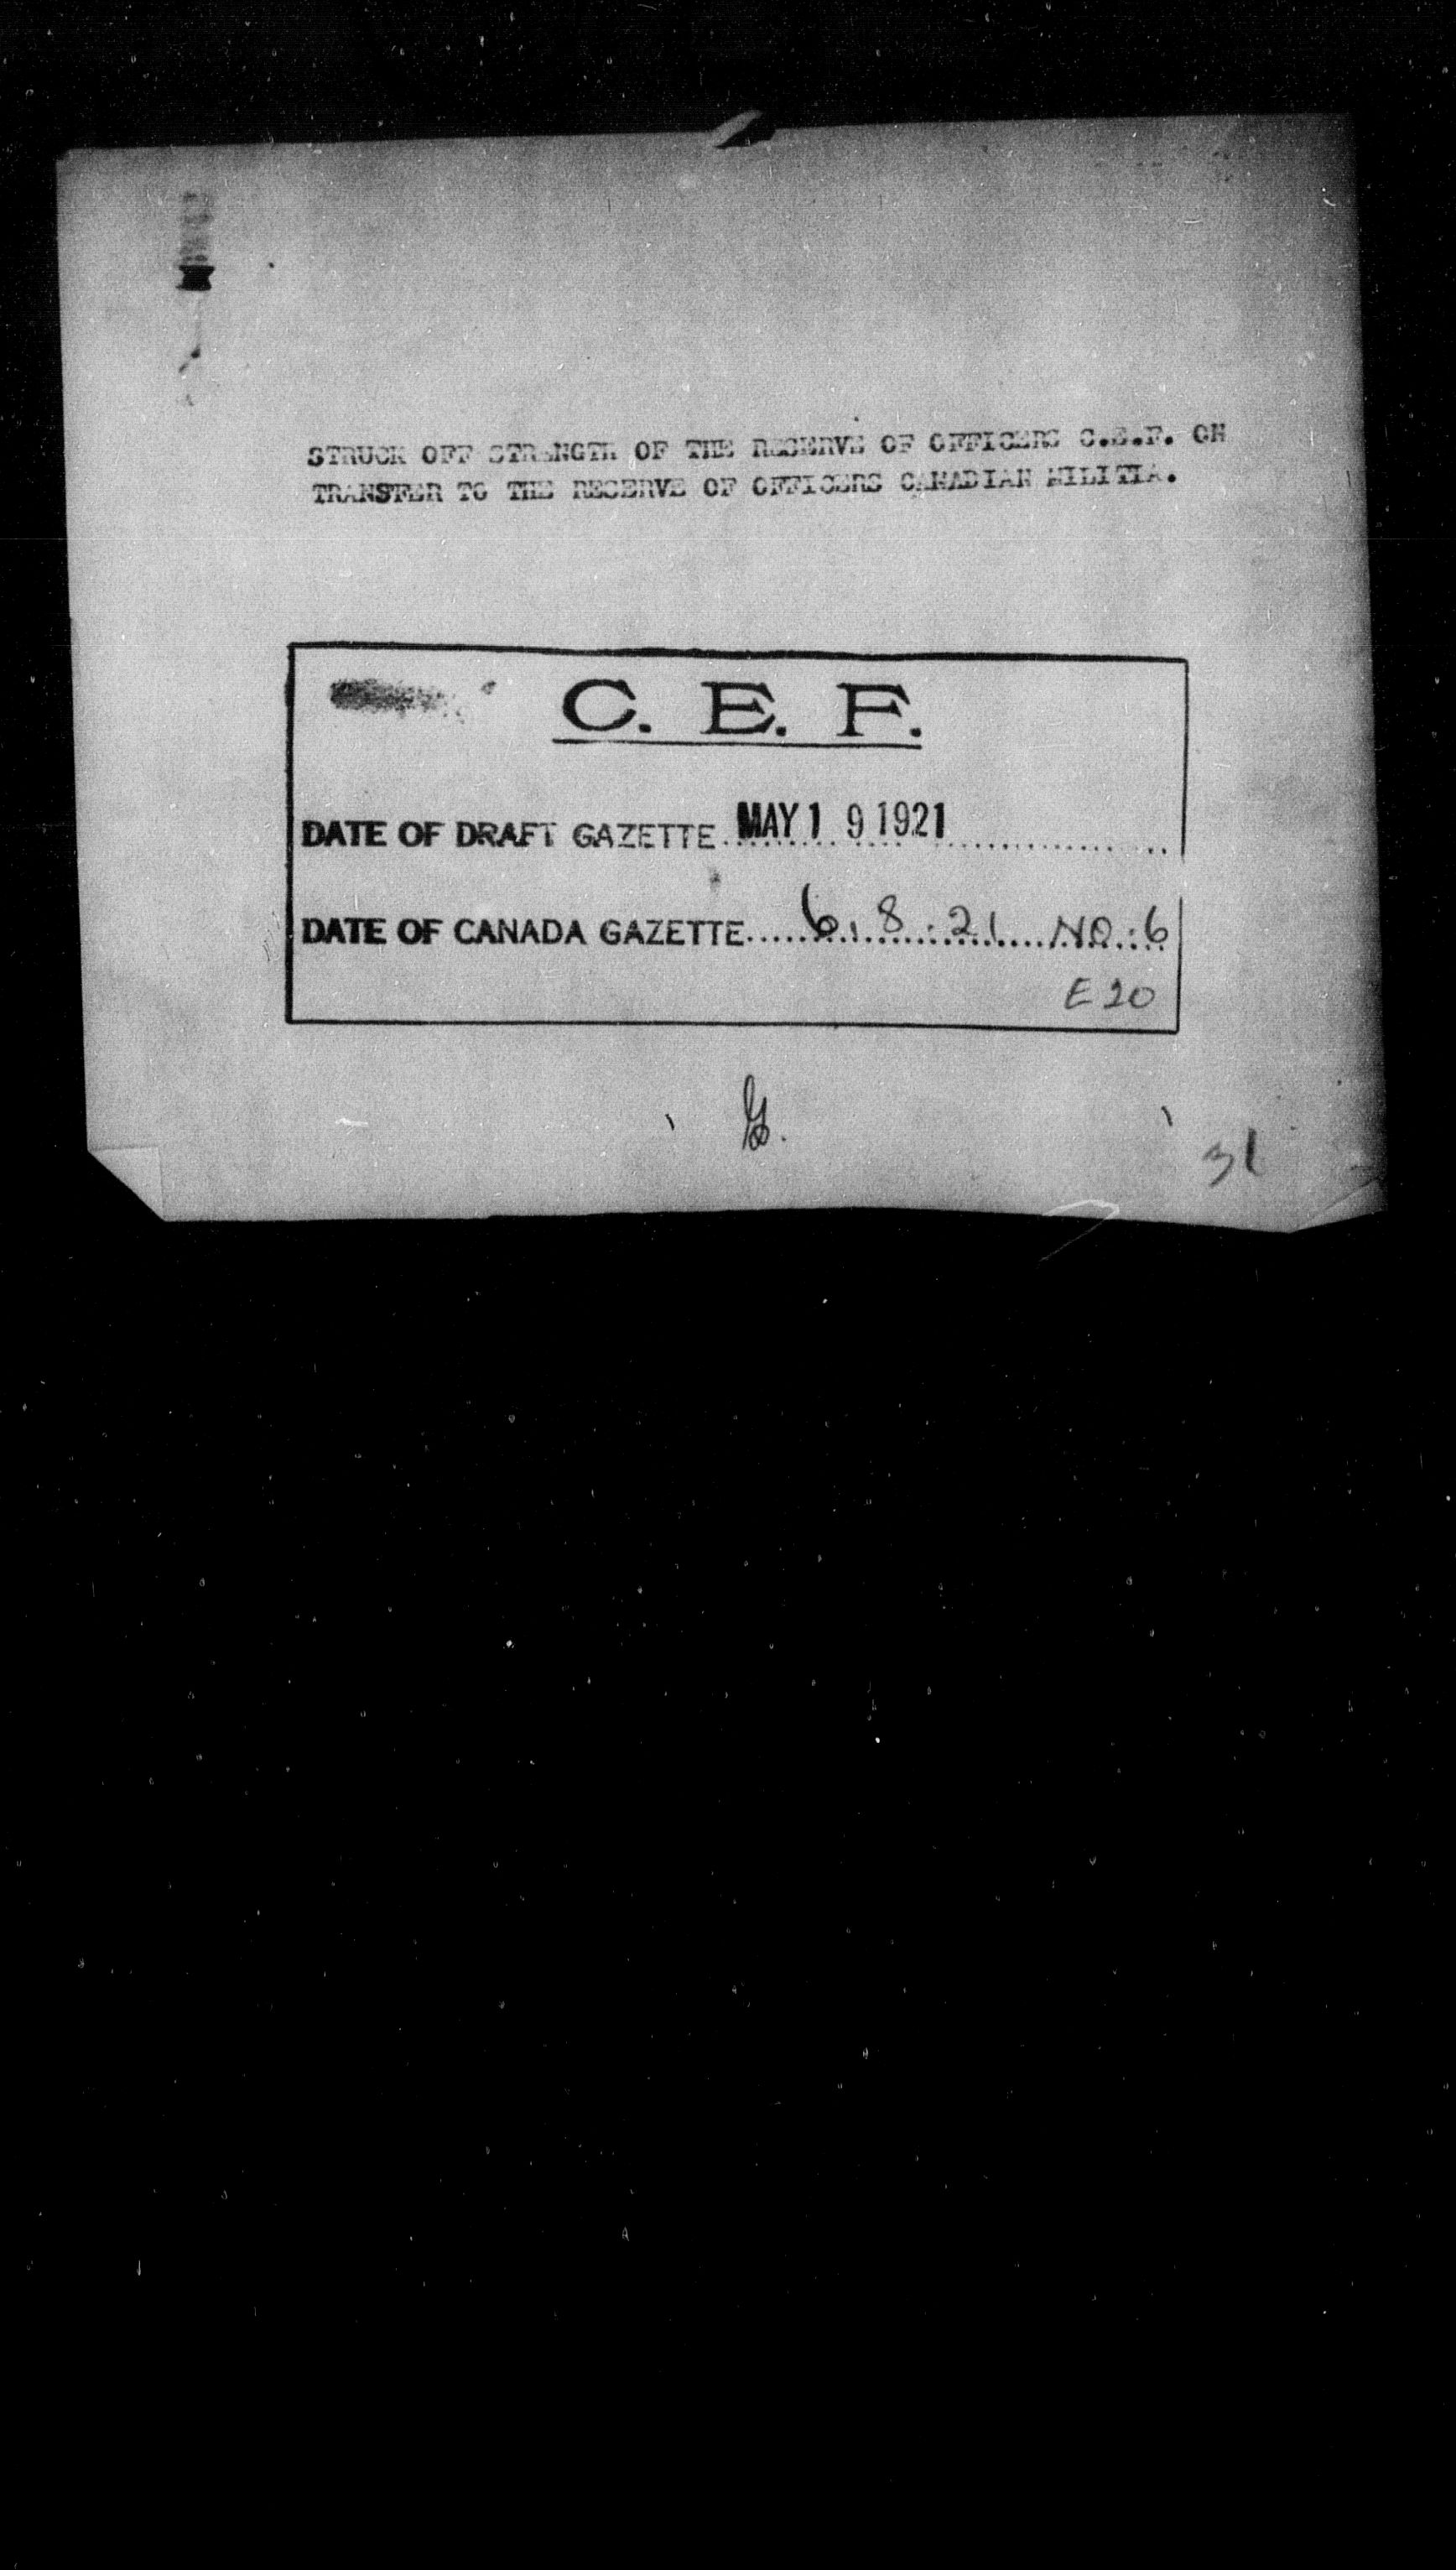 STRUCK OFF STRENGTH OF THE RESERVE OF OFFICERS C.E.F. ON
TRANSFER TO THE RESERVE OF OFFICERS CANADIAN MILITIA.
C. E. F.
DATE OF DRAFT GAZETTE MAY 19 1921
DATE OF CANADA GAZETTE 6.8.21 NO.6
E20
31